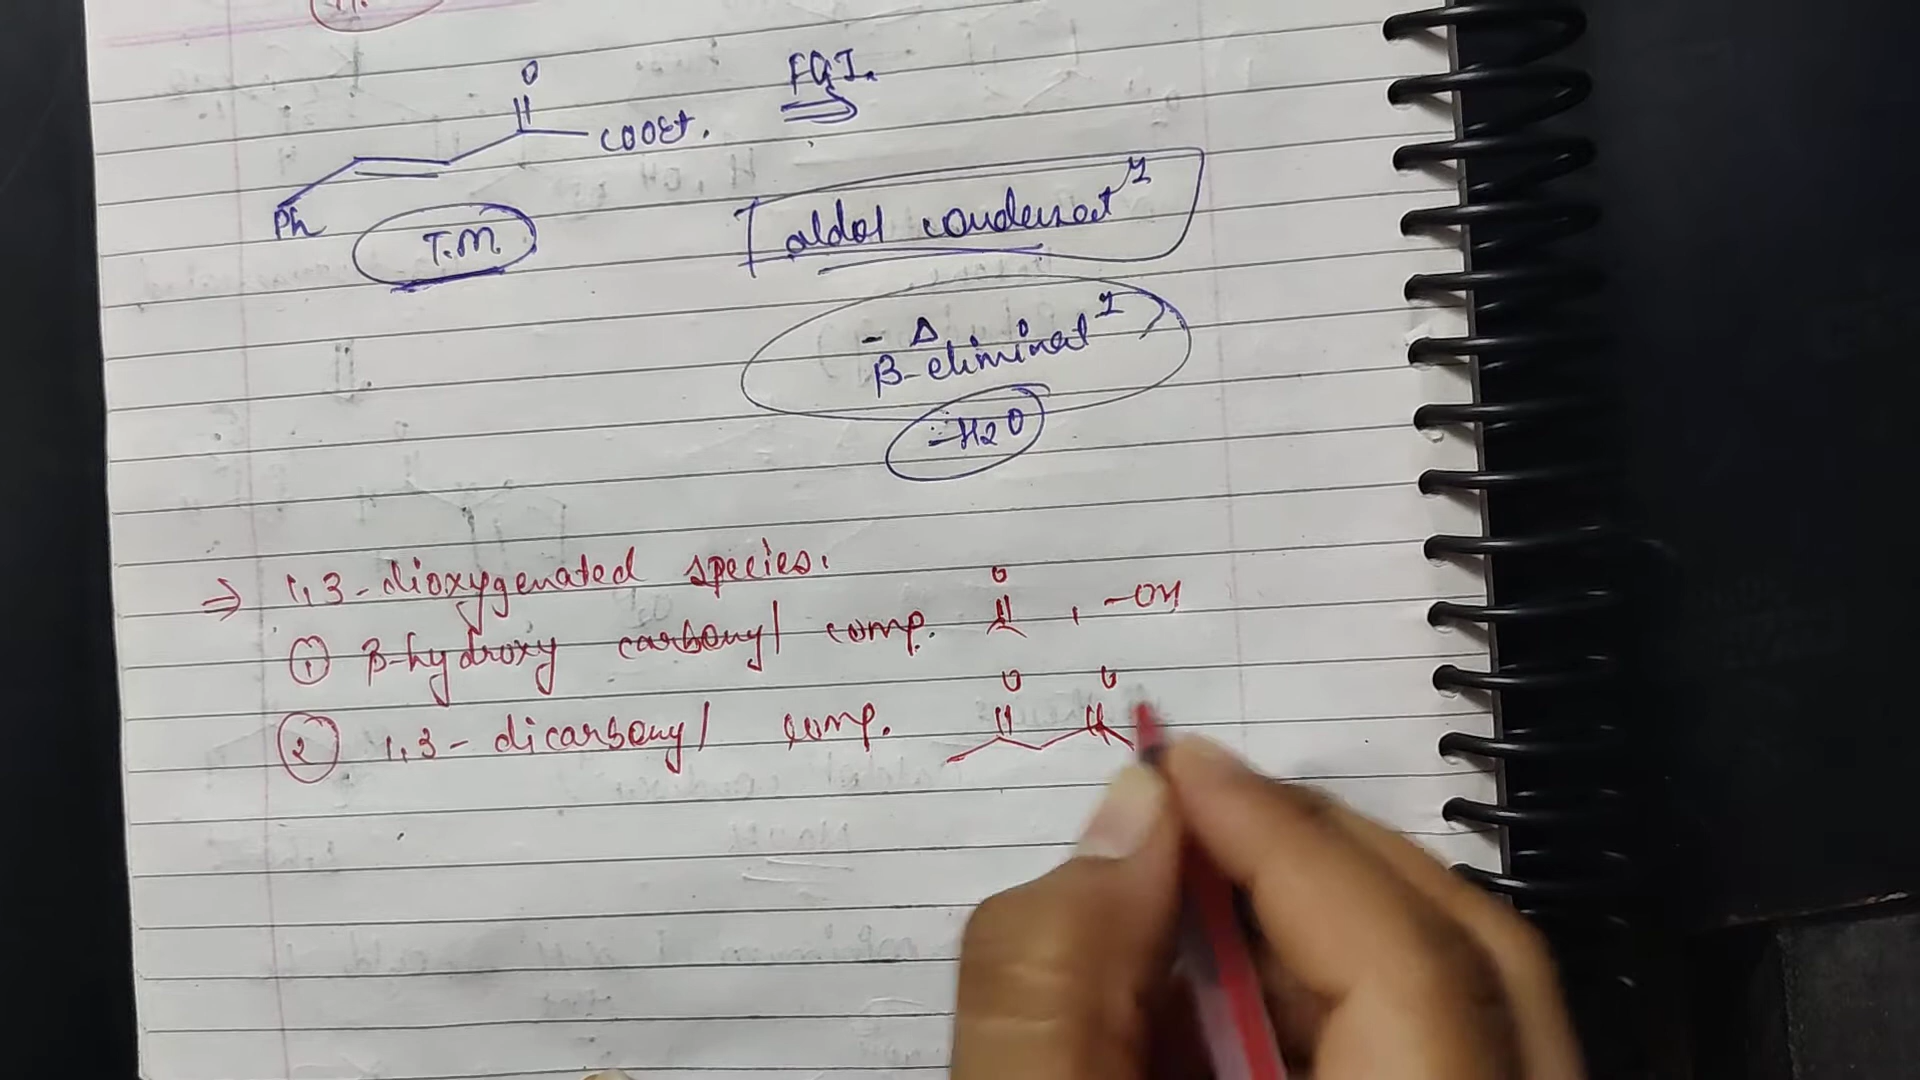 O
FGI.
COOEt.
Ph
T.M.
aldol condensatⁿ
- Δ
β-eliminatⁿ
-H2O
⇒ 1,3-dioxygenated species.
① β-hydroxy carbonyl comp. O , -OH
② 1,3-dicarbonyl comp. O O